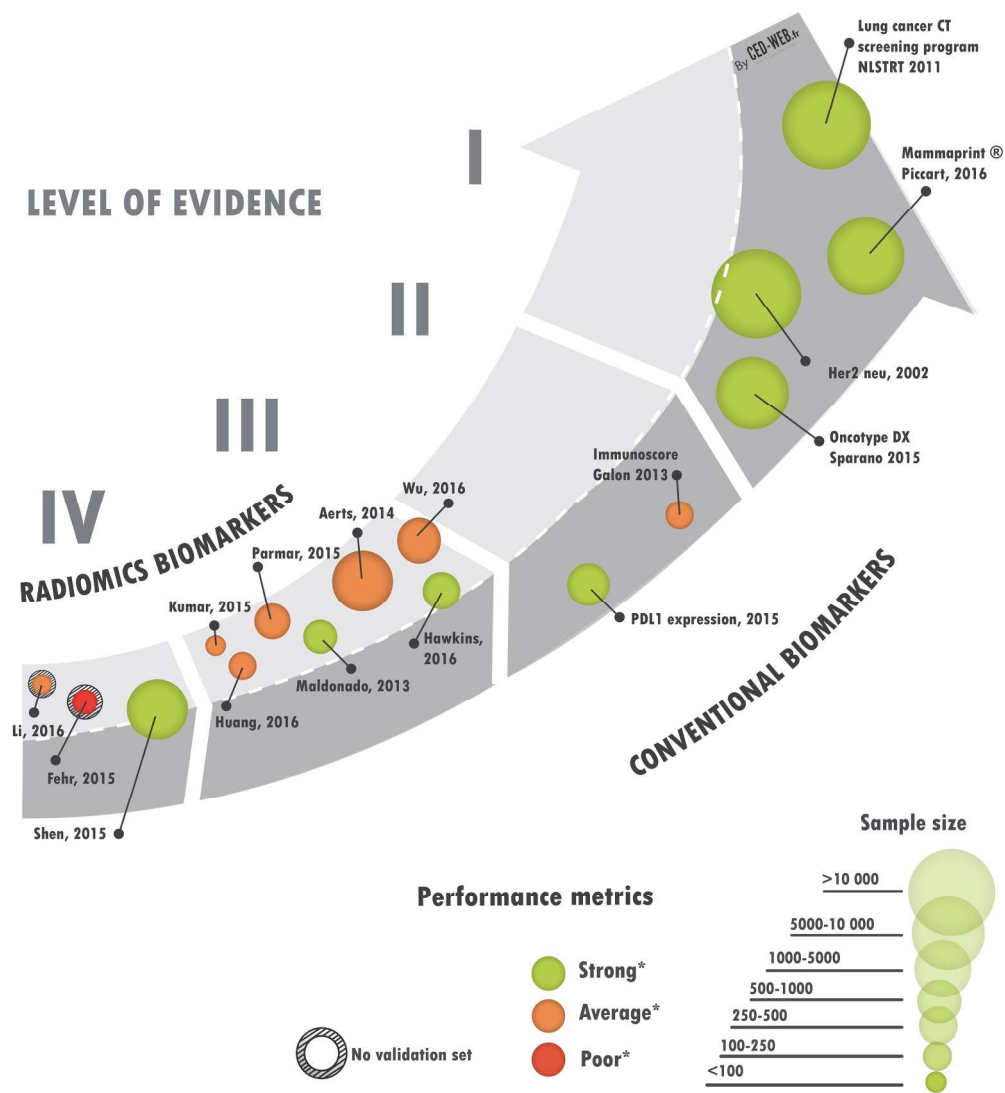 Lung cancer CT
screening program
NLSTRT 2011
By CED-WEB.fr
Mammaprint ®
Piccart, 2016
I
LEVEL OF EVIDENCE
II
Her2 neu, 2002
III
Oncotype DX
Sparano 2015
Immunoscore
Galon 2013
IV
RADIOMICS BIOMARKERS
Wu, 2016
Aerts, 2014
Parmar, 2015
Kumar, 2015
PDL1 expression, 2015
Hawkins,
2016
Maldonado, 2013
Huang, 2016
CONVENTIONAL BIOMARKERS
Li, 2016
Fehr, 2015
Shen, 2015
Sample size
>10 000
5000-10 000
1000-5000
500-1000
250-500
100-250
<100
Performance metrics
Strong*
Average*
Poor*
No validation set